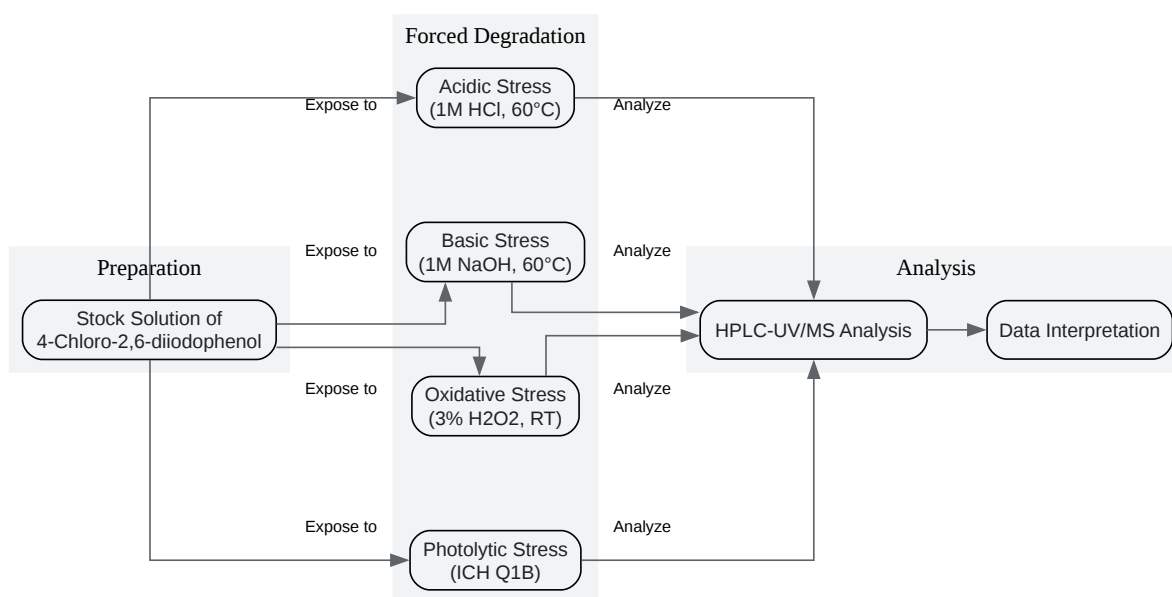 Forced Degradation
Acidic Stress
(1M HCl, 60°C)
Expose to
Analyze
Basic Stress
(1M NaOH, 60°C)
Expose to
Analyze
Preparation
Analysis
Stock Solution of
4-Chloro-2,6-diiodophenol
HPLC-UV/MS Analysis
Data Interpretation
Expose to
Oxidative Stress
(3% H2O2, RT)
Analyze
Expose to
Analyze
Photolytic Stress
(ICH Q1B)